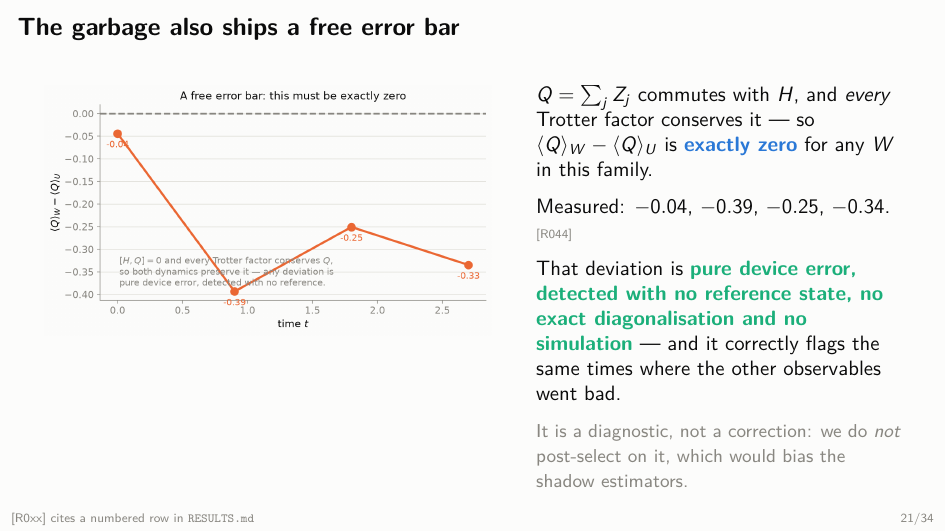 The garbage also ships a free error bar
A free error bar: this must be exactly zero
0.00
−0.05
−0.10
−0.15
−0.20
−0.25
−0.30
−0.35
−0.40
⟨Q⟩W − ⟨Q⟩U
-0.04
-0.39
-0.25
-0.33
[H, Q] = 0 and every Trotter factor conserves Q,
so both dynamics preserve it — any deviation is
pure device error, detected with no reference.
0.0 0.5 1.0 1.5 2.0 2.5
time t
Q = ∑j Zj commutes with H, and every
Trotter factor conserves it — so
⟨Q⟩W − ⟨Q⟩U is exactly zero for any W
in this family.
Measured: −0.04, −0.39, −0.25, −0.34.
[R044]
That deviation is pure device error,
detected with no reference state, no
exact diagonalisation and no
simulation — and it correctly flags the
same times where the other observables
went bad.
It is a diagnostic, not a correction: we do not
post-select on it, which would bias the
shadow estimators.
[R0xx] cites a numbered row in RESULTS.md
21/34